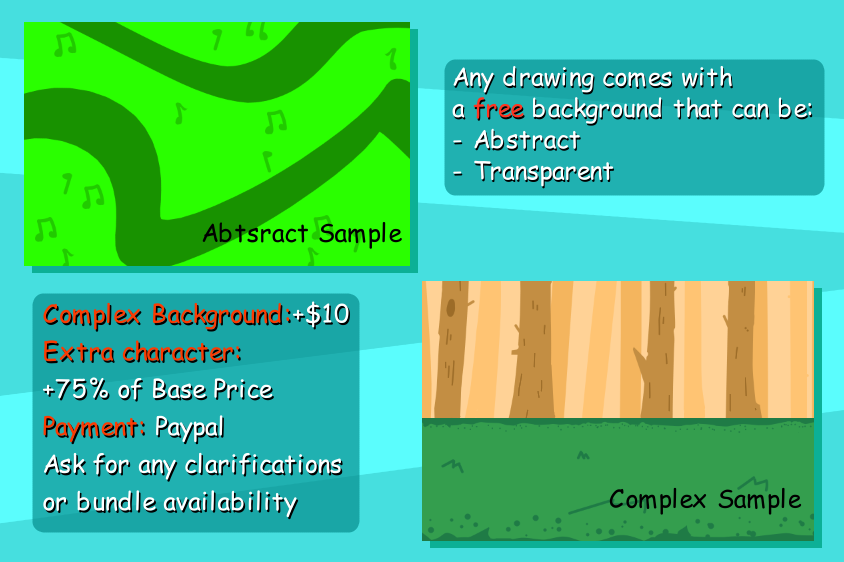 Any drawing comes with
a free background that can be:
- Abstract
- Transparent
Abtsract Sample
Complex Background:+$10
Extra character:
+75% of Base Price
Payment: Paypal
Ask for any clarifications
or bundle availability
Complex Sample